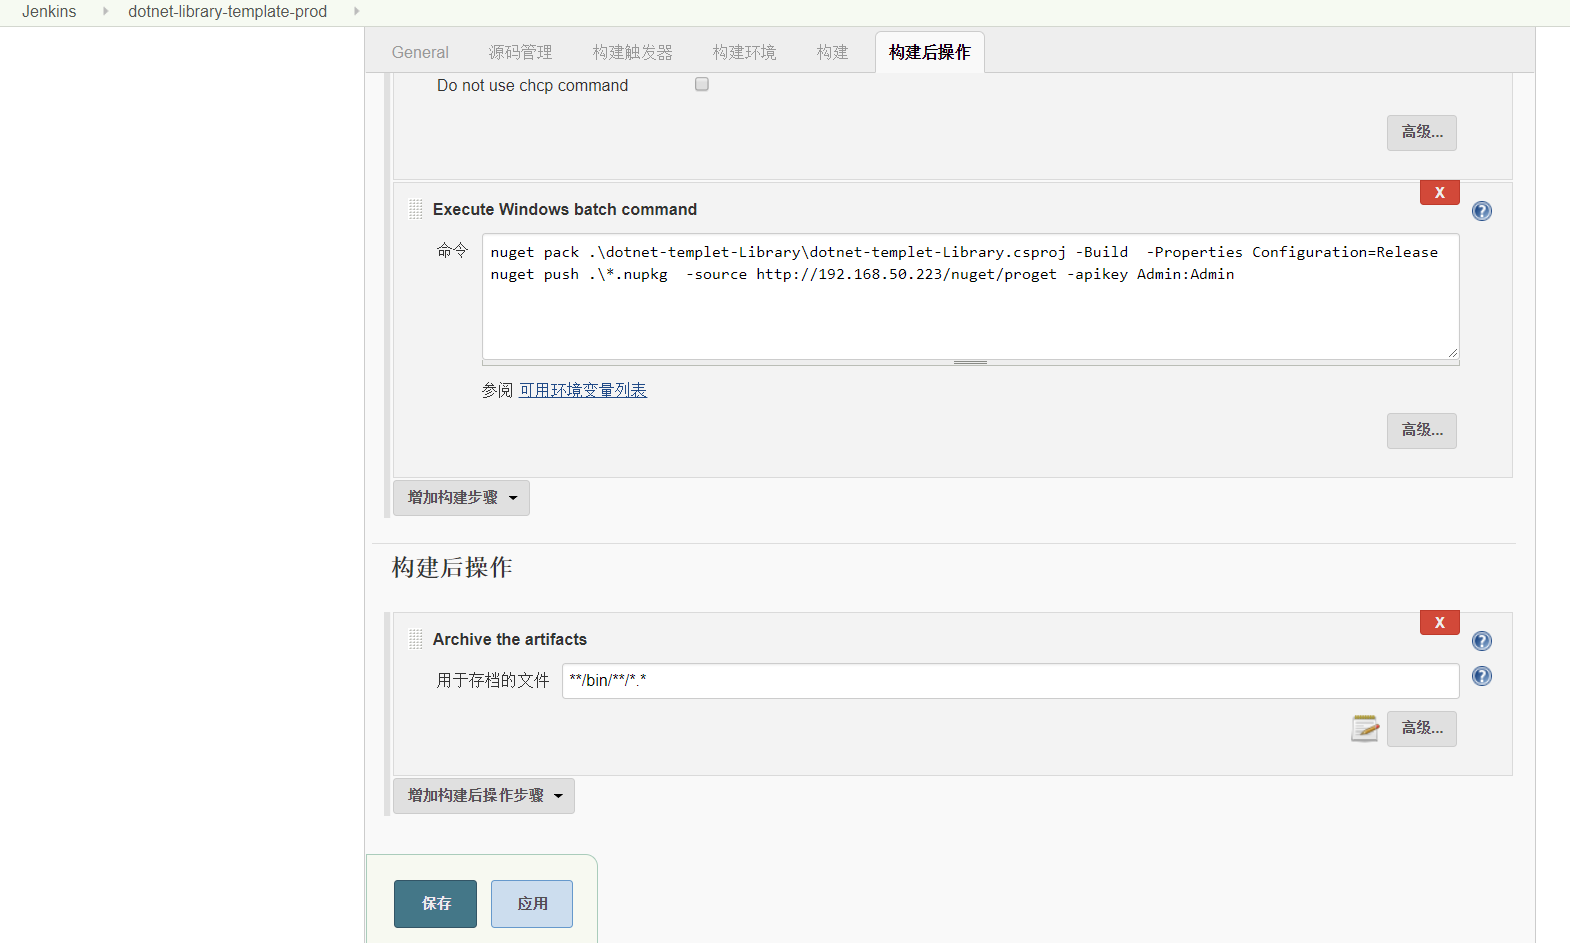 Jenkins dotnet-library-template-prod
General 源码管理 构建触发器 构建环境 构建 构建后操作
Do not use chcp command
高级...
X
Execute Windows batch command
命令
nuget pack .\dotnet-templet-Library\dotnet-templet-Library.csproj -Build  -Properties Configuration=Release
nuget push .\*.nupkg  -source http://192.168.50.223/nuget/proget -apikey Admin:Admin
参阅 可用环境变量列表
高级...
增加构建步骤
构建后操作
X
Archive the artifacts
用于存档的文件 **/bin/**/*.*
高级...
增加构建后操作步骤
保存 应用